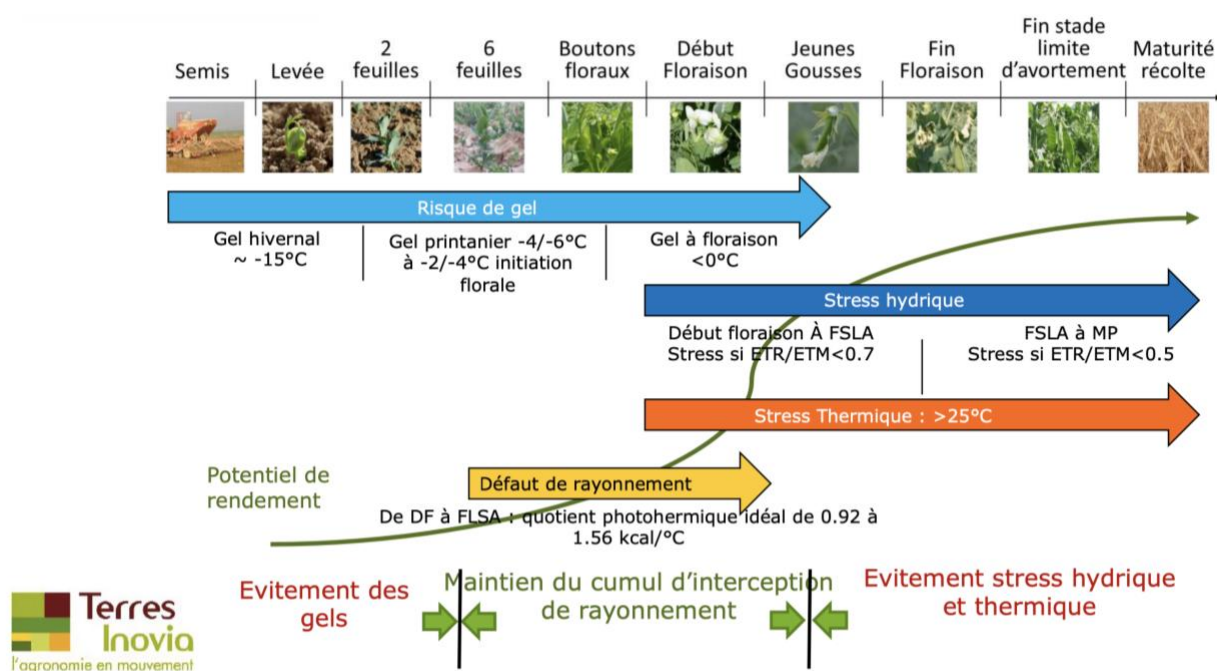 Semis
Levée
2
feuilles
6
feuilles
Boutons
floraux
Début
Floraison
Jeunes
Gousses
Fin
Floraison
Fin stade
limite
d'avortement
Maturité
récolte
Risque de gel
Gel hivernal
~ -15°C
Gel printanier -4/-6°C
à -2/-4°C initiation
florale
Gel à floraison
<0°C
Stress hydrique
Début floraison À FSLA
Stress si ETR/ETM<0.7
FSLA à MP
Stress si ETR/ETM<0.5
Stress Thermique : >25°C
Potentiel de
rendement
Défaut de rayonnement
De DF à FLSA : quotient photohermique idéal de 0.92 à
1.56 kcal/°C
Evitement des
gels
Maintien du cumul d'interception
de rayonnement
Evitement stress hydrique
et thermique
Terres
Inovia
l'agronomie en mouvement